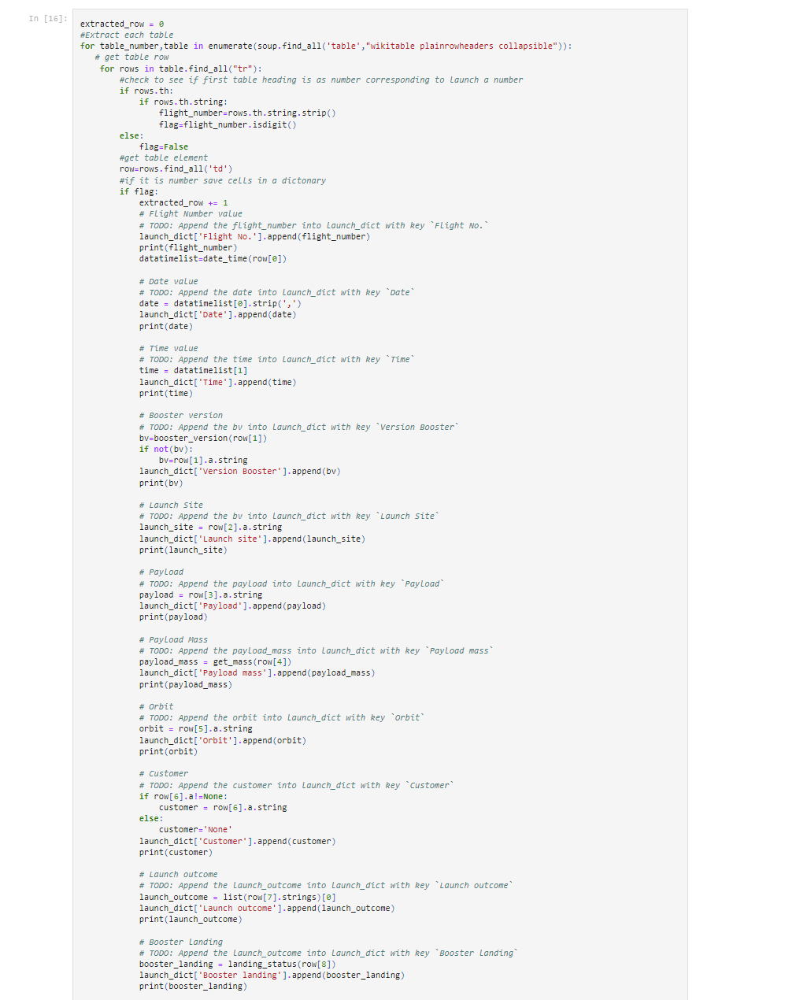 In [16]:
extracted_row = 0
#Extract each table
for table_number,table in enumerate(soup.find_all('table',"wikitable plainrowheaders collapsible")):
   # get table row
    for rows in table.find_all("tr"):
        #check to see if first table heading is as number corresponding to launch a number
        if rows.th:
            if rows.th.string:
                flight_number=rows.th.string.strip()
                flag=flight_number.isdigit()
        else:
            flag=False
        #get table element
        row=rows.find_all('td')
        #if it is number save cells in a dictonary
        if flag:
            extracted_row += 1
            # Flight Number value
            # TODO: Append the flight_number into launch_dict with key `Flight No.`
            launch_dict['Flight No.'].append(flight_number)
            print(flight_number)
            datatimelist=date_time(row[0])

            # Date value
            # TODO: Append the date into launch_dict with key `Date`
            date = datatimelist[0].strip(',')
            launch_dict['Date'].append(date)
            print(date)

            # Time value
            # TODO: Append the time into launch_dict with key `Time`
            time = datatimelist[1]
            launch_dict['Time'].append(time)
            print(time)

            # Booster version
            # TODO: Append the bv into launch_dict with key `Version Booster`
            bv=booster_version(row[1])
            if not(bv):
                bv=row[1].a.string
            launch_dict['Version Booster'].append(bv)
            print(bv)

            # Launch Site
            # TODO: Append the bv into launch_dict with key `Launch Site`
            launch_site = row[2].a.string
            launch_dict['Launch site'].append(launch_site)
            print(launch_site)

            # Payload
            # TODO: Append the payload into launch_dict with key `Payload`
            payload = row[3].a.string
            launch_dict['Payload'].append(payload)
            print(payload)

            # Payload Mass
            # TODO: Append the payload_mass into launch_dict with key `Payload mass`
            payload_mass = get_mass(row[4])
            launch_dict['Payload mass'].append(payload_mass)
            print(payload_mass)

            # Orbit
            # TODO: Append the orbit into launch_dict with key `Orbit`
            orbit = row[5].a.string
            launch_dict['Orbit'].append(orbit)
            print(orbit)

            # Customer
            # TODO: Append the customer into launch_dict with key `Customer`
            if row[6].a!=None:
                customer = row[6].a.string
            else:
                customer='None'
            launch_dict['Customer'].append(customer)
            print(customer)

            # Launch outcome
            # TODO: Append the launch_outcome into launch_dict with key `Launch outcome`
            launch_outcome = list(row[7].strings)[0]
            launch_dict['Launch outcome'].append(launch_outcome)
            print(launch_outcome)

            # Booster landing
            # TODO: Append the launch_outcome into launch_dict with key `Booster landing`
            booster_landing = landing_status(row[8])
            launch_dict['Booster landing'].append(booster_landing)
            print(booster_landing)